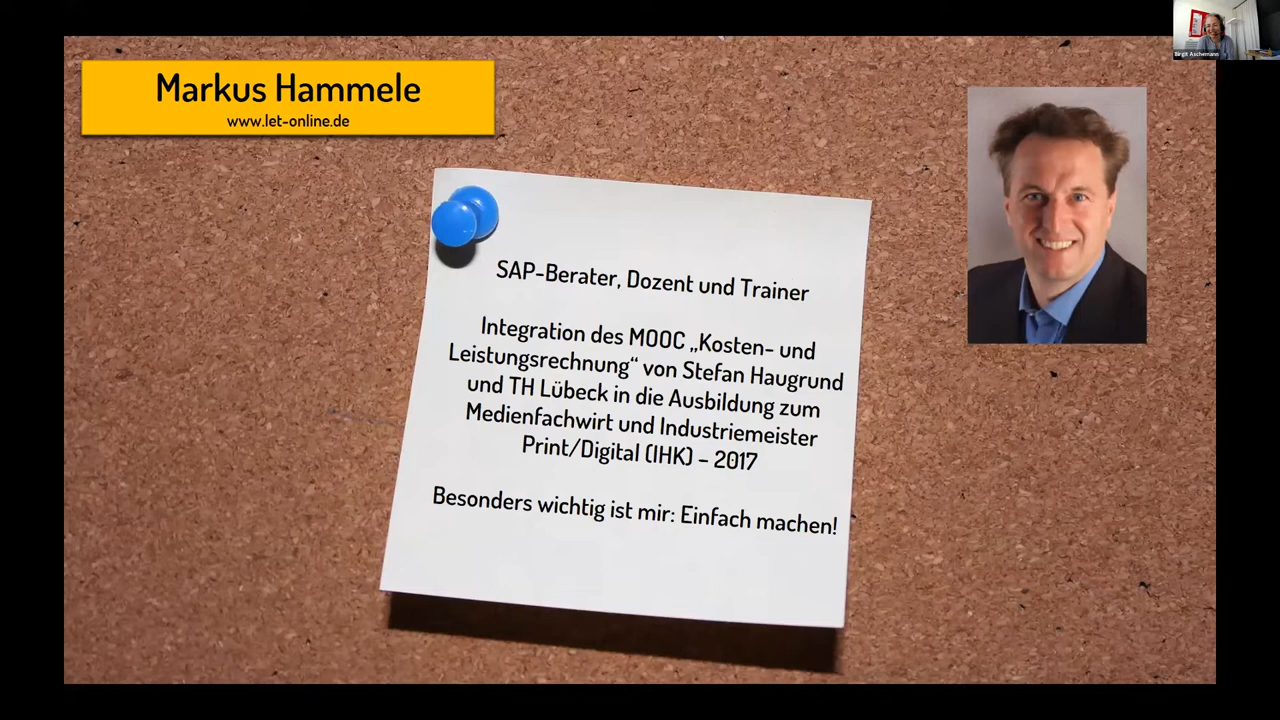 Markus Hammele
www.let-online.de
Birgit Aschemann
SAP-Berater, Dozent und Trainer
Integration des MOOC „Kosten- und
Leistungsrechnung“ von Stefan Haugrund
und TH Lübeck in die Ausbildung zum
Medienfachwirt und Industriemeister
Print/Digital (IHK) – 2017
Besonders wichtig ist mir: Einfach machen!